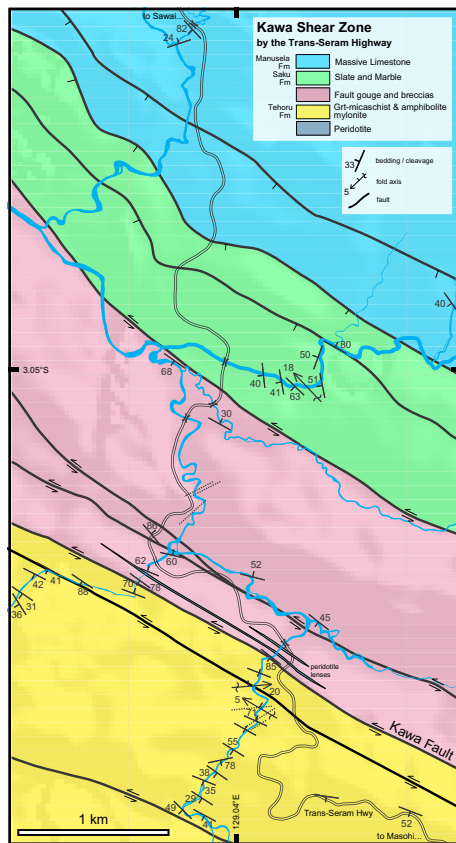 to Sawai...
82
24
Kawa Shear Zone
by the Trans-Seram Highway
Manusela Fm
Massive Limestone
Saku Fm
Slate and Marble
Fault gouge and breccias
Tehoru Fm
Grt-micaschist & amphibolite
mylonite
Peridotite
33
bedding / cleavage
5
fold axis
fault
40
80
50
3.05°S
68
18
40
41
63
51
30
86
60
62
52
41
42
88
70
78
31
36
45
peridotite
lenses
85
20
5
71
Kawa Fault
55
78
38
35
29
49
41
129.04°E
Trans-Seram Hwy
52
1 km
to Masohi...